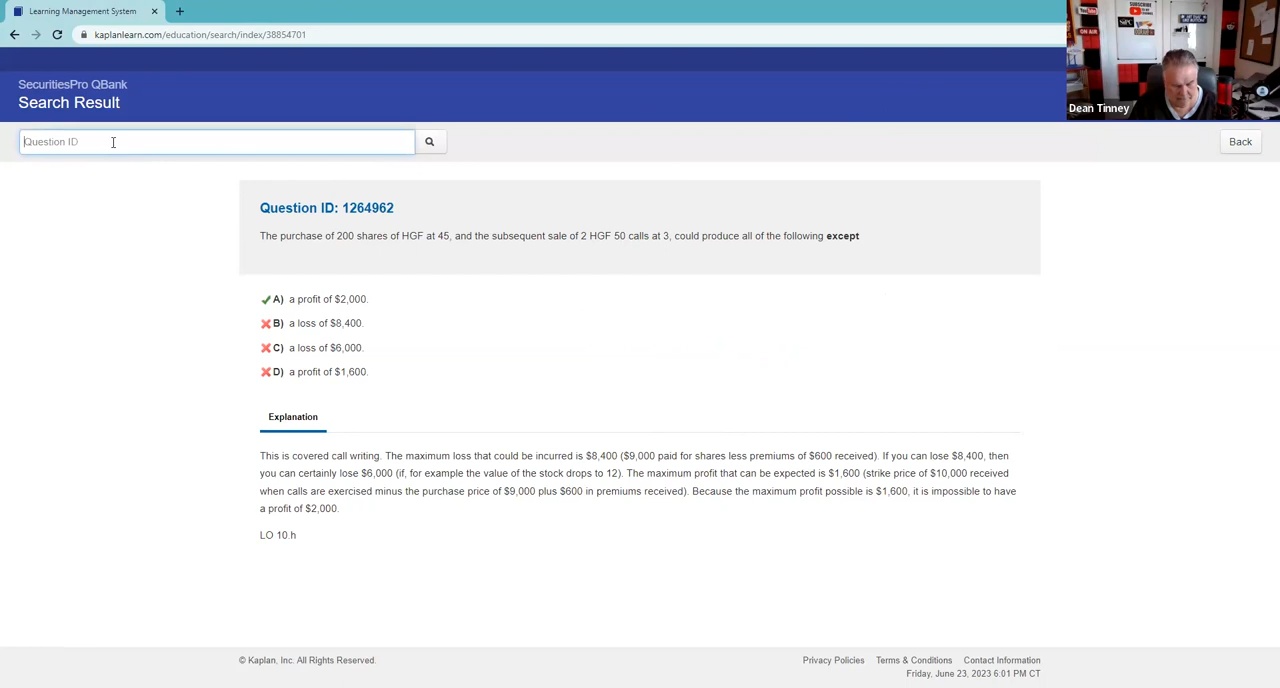 Learning Management System
kaplanlearn.com/education/search/index/38854701
SecuritiesPro QBank
Search Result
Question ID
Back
Dean Tinney
YouTube
SUBSCRIBE
ON AIR
Question ID: 1264962
The purchase of 200 shares of HGF at 45, and the subsequent sale of 2 HGF 50 calls at 3, could produce all of the following except
A) a profit of $2,000.
B) a loss of $8,400.
C) a loss of $6,000.
D) a profit of $1,600.
Explanation
This is covered call writing. The maximum loss that could be incurred is $8,400 ($9,000 paid for shares less premiums of $600 received). If you can lose $8,400, then
you can certainly lose $6,000 (if, for example the value of the stock drops to 12). The maximum profit that can be expected is $1,600 (strike price of $10,000 received
when calls are exercised minus the purchase price of $9,000 plus $600 in premiums received). Because the maximum profit possible is $1,600, it is impossible to have
a profit of $2,000.
LO 10.h
© Kaplan, Inc. All Rights Reserved.
Privacy Policies Terms & Conditions Contact Information
Friday, June 23, 2023 6:01 PM CT